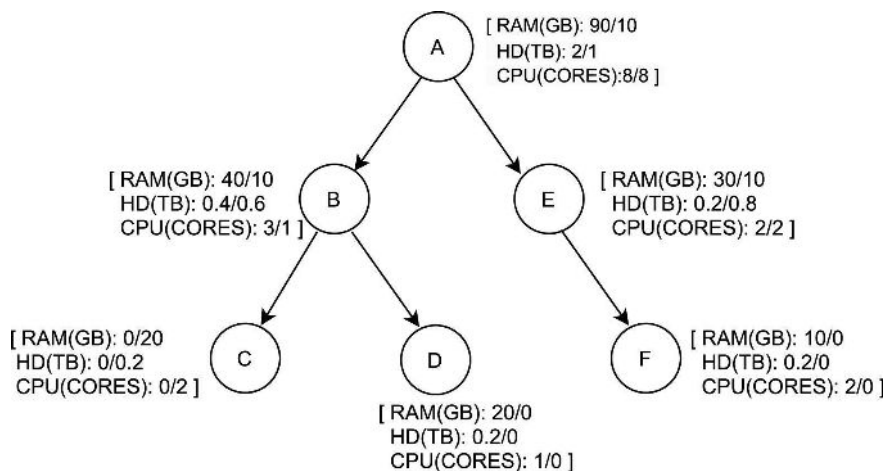 A
[ RAM(GB): 90/10
HD(TB): 2/1
CPU(CORES):8/8 ]
[ RAM(GB): 40/10
HD(TB): 0.4/0.6
CPU(CORES): 3/1 ]
B
E
[ RAM(GB): 30/10
HD(TB): 0.2/0.8
CPU(CORES): 2/2 ]
[ RAM(GB): 0/20
HD(TB): 0/0.2
CPU(CORES): 0/2 ]
C
D
[ RAM(GB): 20/0
HD(TB): 0.2/0
CPU(CORES): 1/0 ]
F
[ RAM(GB): 10/0
HD(TB): 0.2/0
CPU(CORES): 2/0 ]